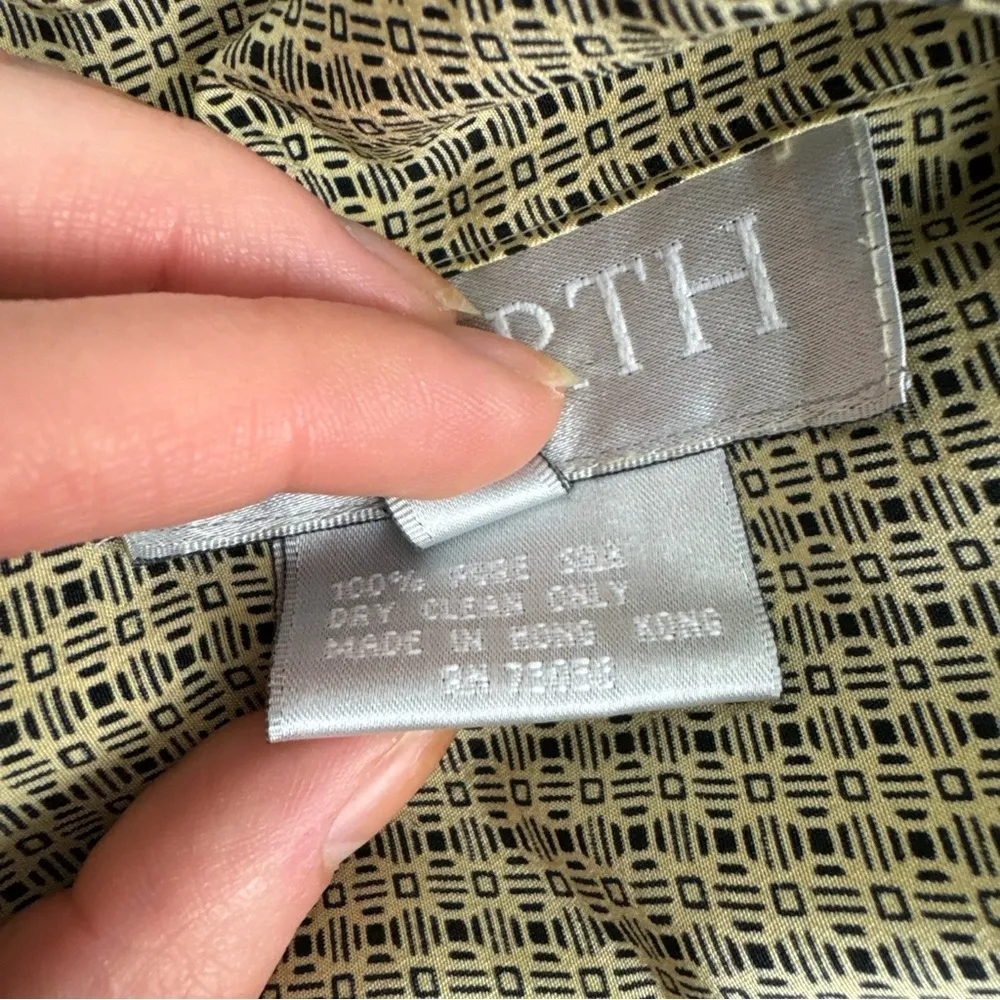 RTH
100% PURE SILK
DRY CLEAN ONLY
MADE IN HONG KONG
RN